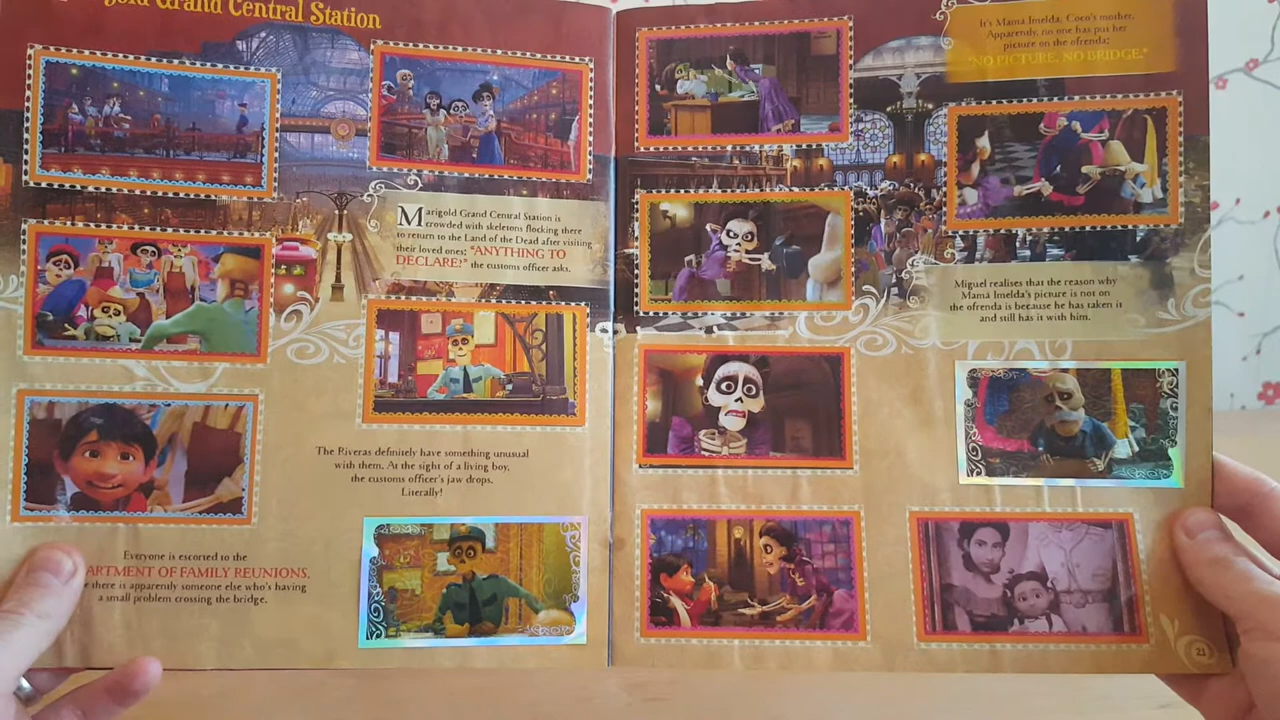 gold Grand Central Station
Marigold Grand Central Station is
crowded with skeletons flocking there
to return to the Land of the Dead after visiting
their loved ones; "ANYTHING TO
DECLARE?" the customs officer asks.
The Riveras definitely have something unusual
with them. At the sight of a living boy,
the customs officer's jaw drops.
Literally!
Everyone is escorted to the
ARTMENT OF FAMILY REUNIONS,
e there is apparently someone else who's having
a small problem crossing the bridge.
It's Mamá Imelda, Coco's mother.
Apparently, no one has put her
picture on the ofrenda;
"NO PICTURE, NO BRIDGE."
Miguel realises that the reason why
Mamá Imelda's picture is not on
the ofrenda is because he has taken it
and still has it with him.
21